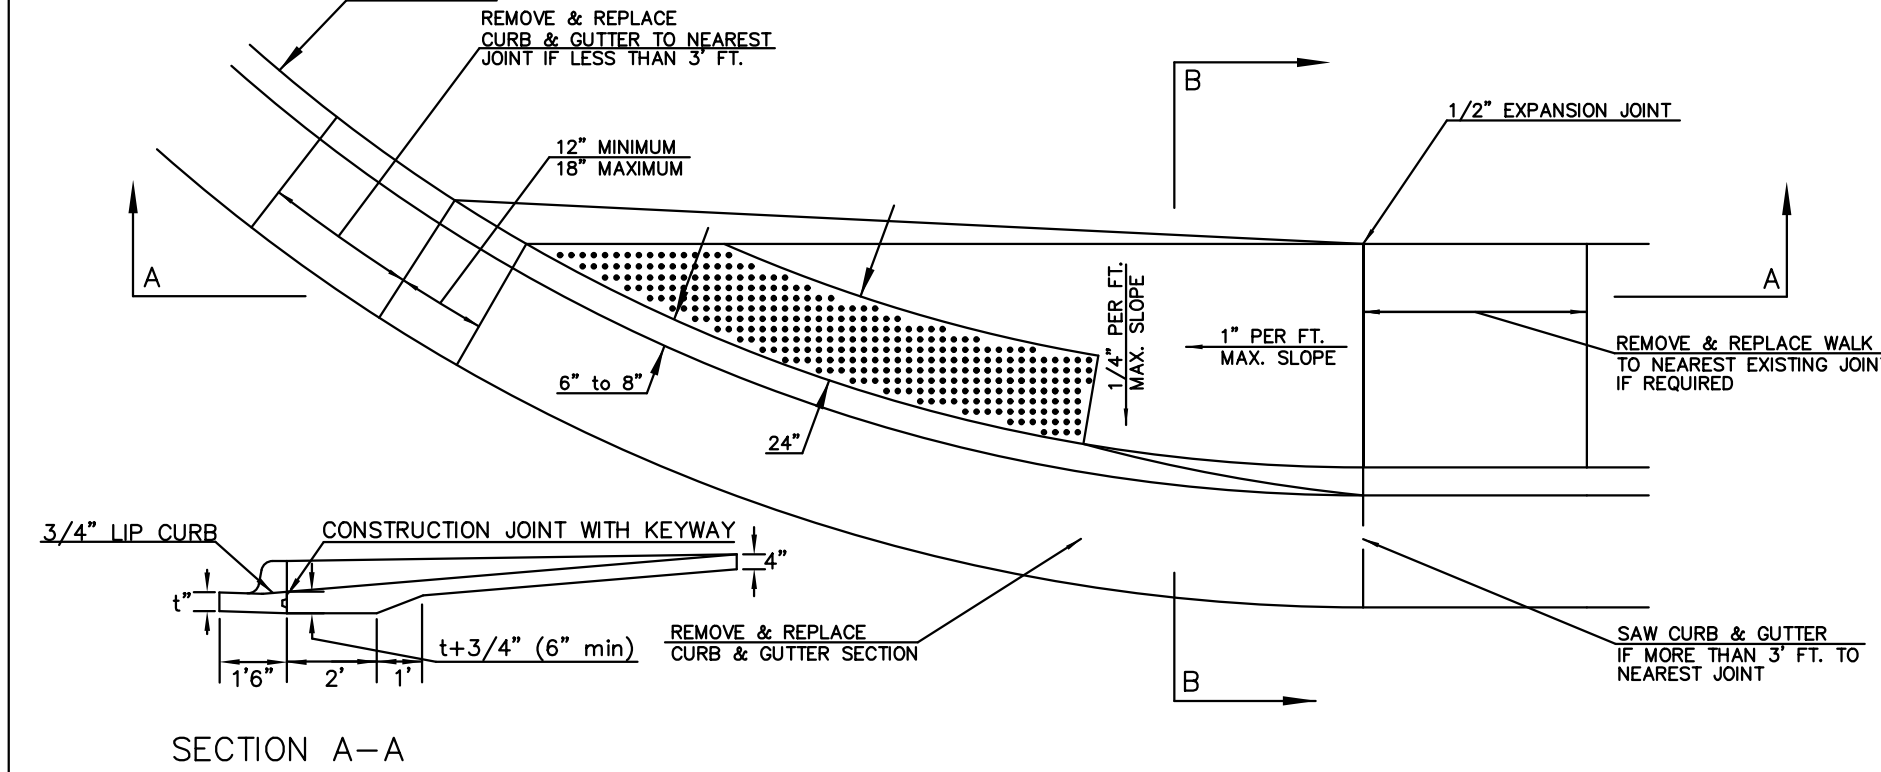 REMOVE & REPLACE
CURB & GUTTER TO NEAREST
JOINT IF LESS THAN 3' FT.
B
1/2" EXPANSION JOINT
12" MINIMUM
18" MAXIMUM
A
A
1/4" PER FT.
MAX. SLOPE
1" PER FT.
MAX. SLOPE
REMOVE & REPLACE WALK
TO NEAREST EXISTING JOINT
IF REQUIRED
6" to 8"
24"
3/4" LIP CURB
CONSTRUCTION JOINT WITH KEYWAY
4"
t"
t+3/4" (6" min)
1'6"
2'
1'
REMOVE & REPLACE
CURB & GUTTER SECTION
SAW CURB & GUTTER
IF MORE THAN 3' FT. TO
NEAREST JOINT
B
SECTION A-A